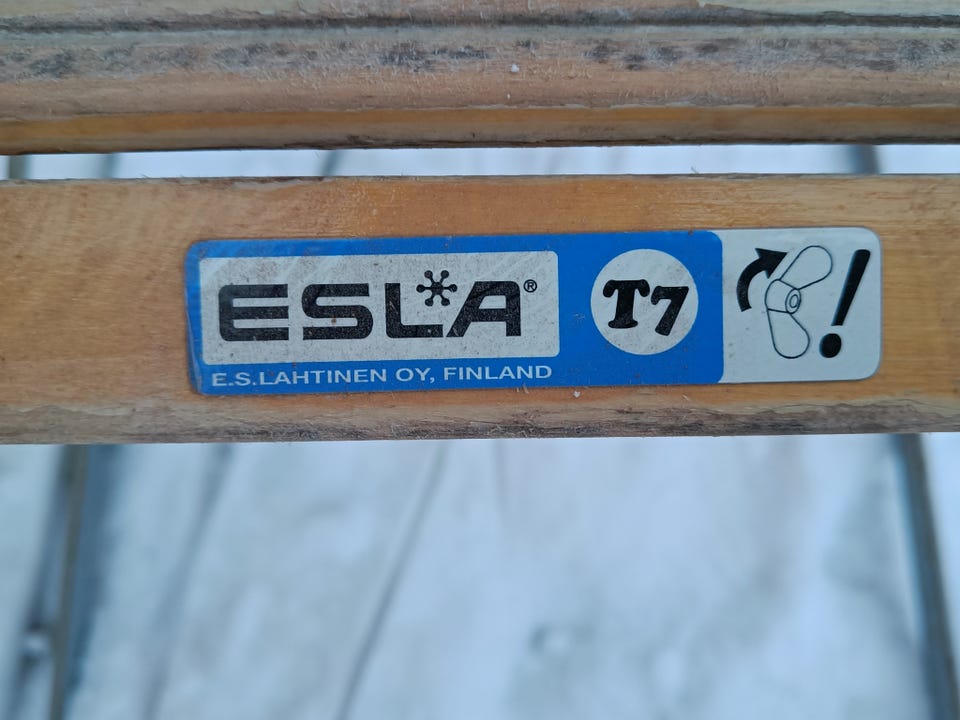 ESLA®
E.S.LAHTINEN OY, FINLAND
T7
!